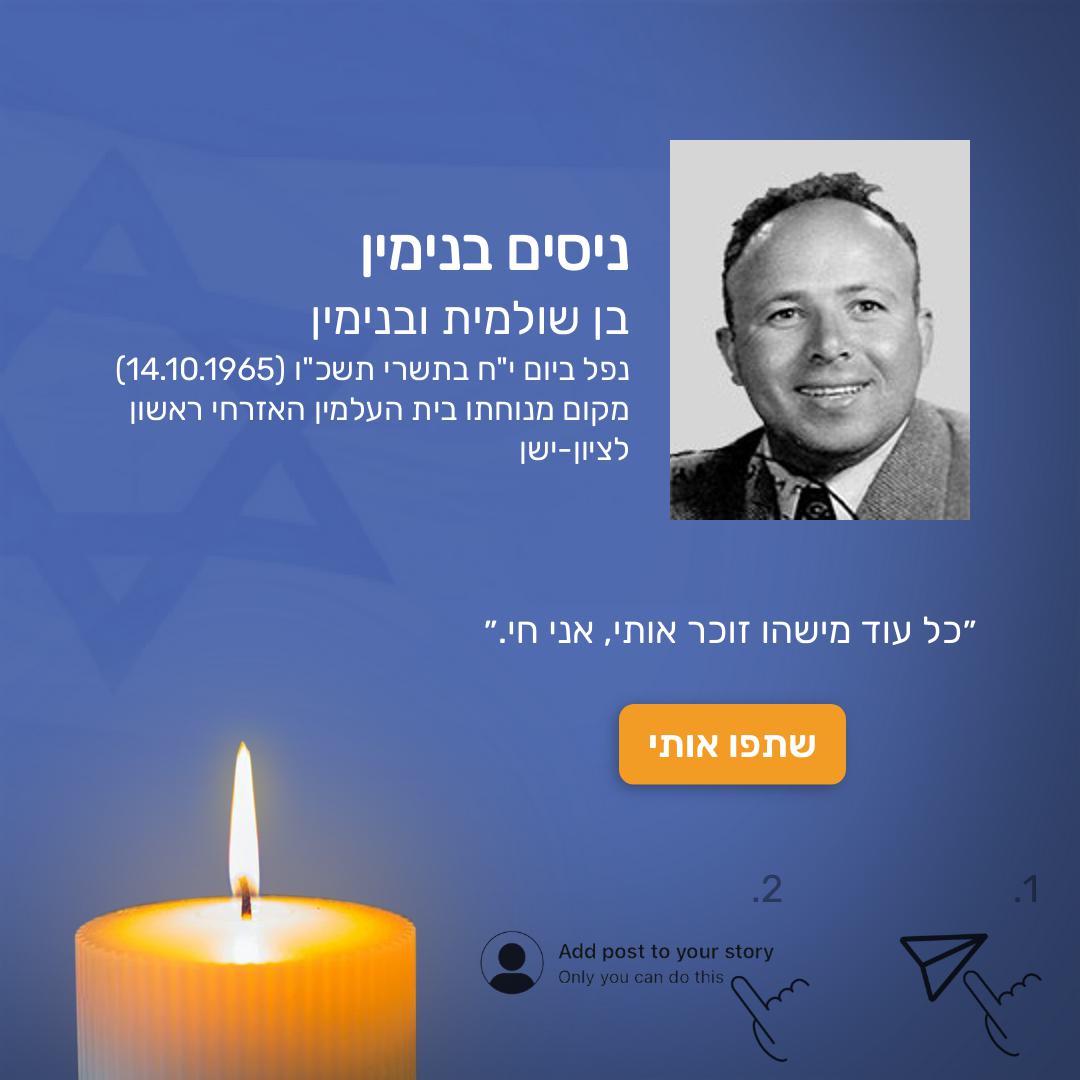 ניסים בנימין
בן שולמית ובנימין
נפל ביום י"ח בתשרי תשכ"ו (14.10.1965)
מקום מנוחתו בית העלמין האזרחי ראשון
לציון-ישן
״כל עוד מישהו זוכר אותי, אני חי.״
שתפו אותי
1.
2.
Add post to your story
Only you can do this